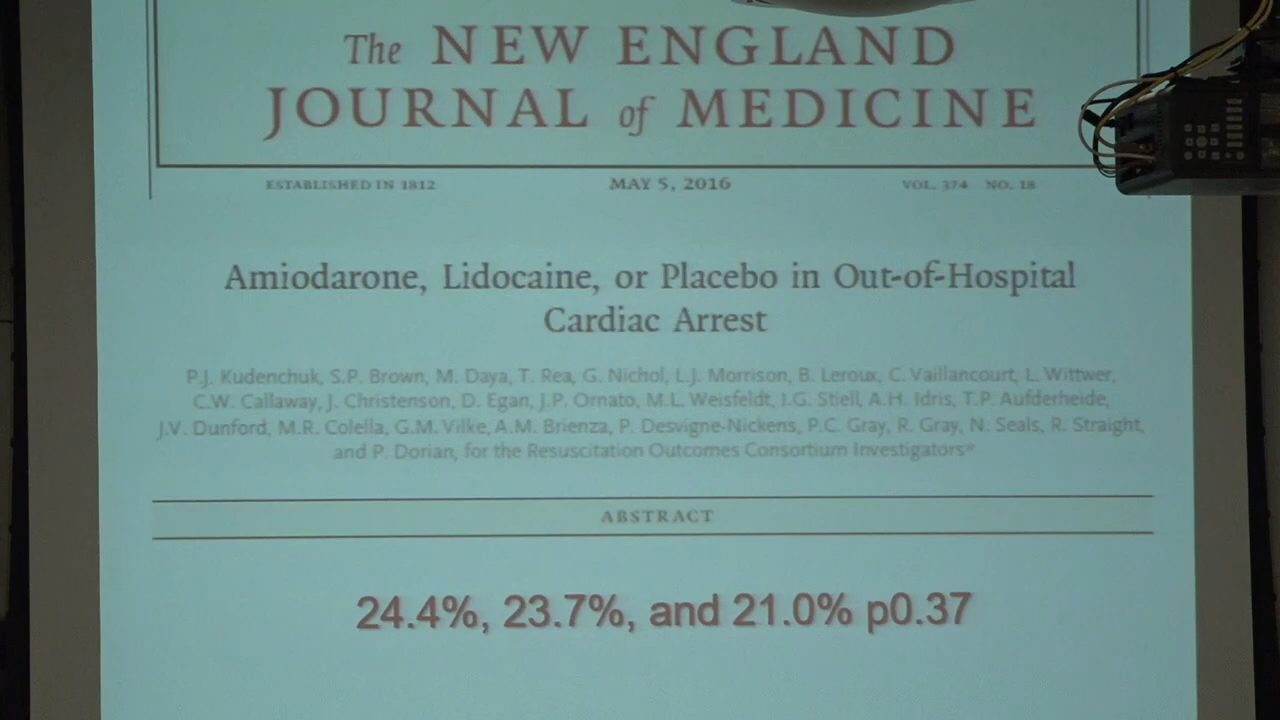 The NEW ENGLAND
JOURNAL of MEDICINE
ESTABLISHED IN 1812 MAY 5, 2016 VOL. 374 NO. 18
Amiodarone, Lidocaine, or Placebo in Out-of-Hospital
Cardiac Arrest
P.J. Kudenchuk, S.P. Brown, M. Daya, T. Rea, G. Nichol, L.J. Morrison, B. Leroux, C. Vaillancourt, L. Wittwer,
C.W. Callaway, J. Christenson, D. Egan, J.P. Ornato, M.L. Weisfeldt, I.G. Stiell, A.H. Idris, T.P. Aufderheide,
J.V. Dunford, M.R. Colella, G.M. Vilke, A.M. Brienza, P. Desvigne-Nickens, P.C. Gray, R. Gray, N. Seals, R. Straight,
and P. Dorian, for the Resuscitation Outcomes Consortium Investigators*
ABSTRACT
24.4%, 23.7%, and 21.0% p0.37